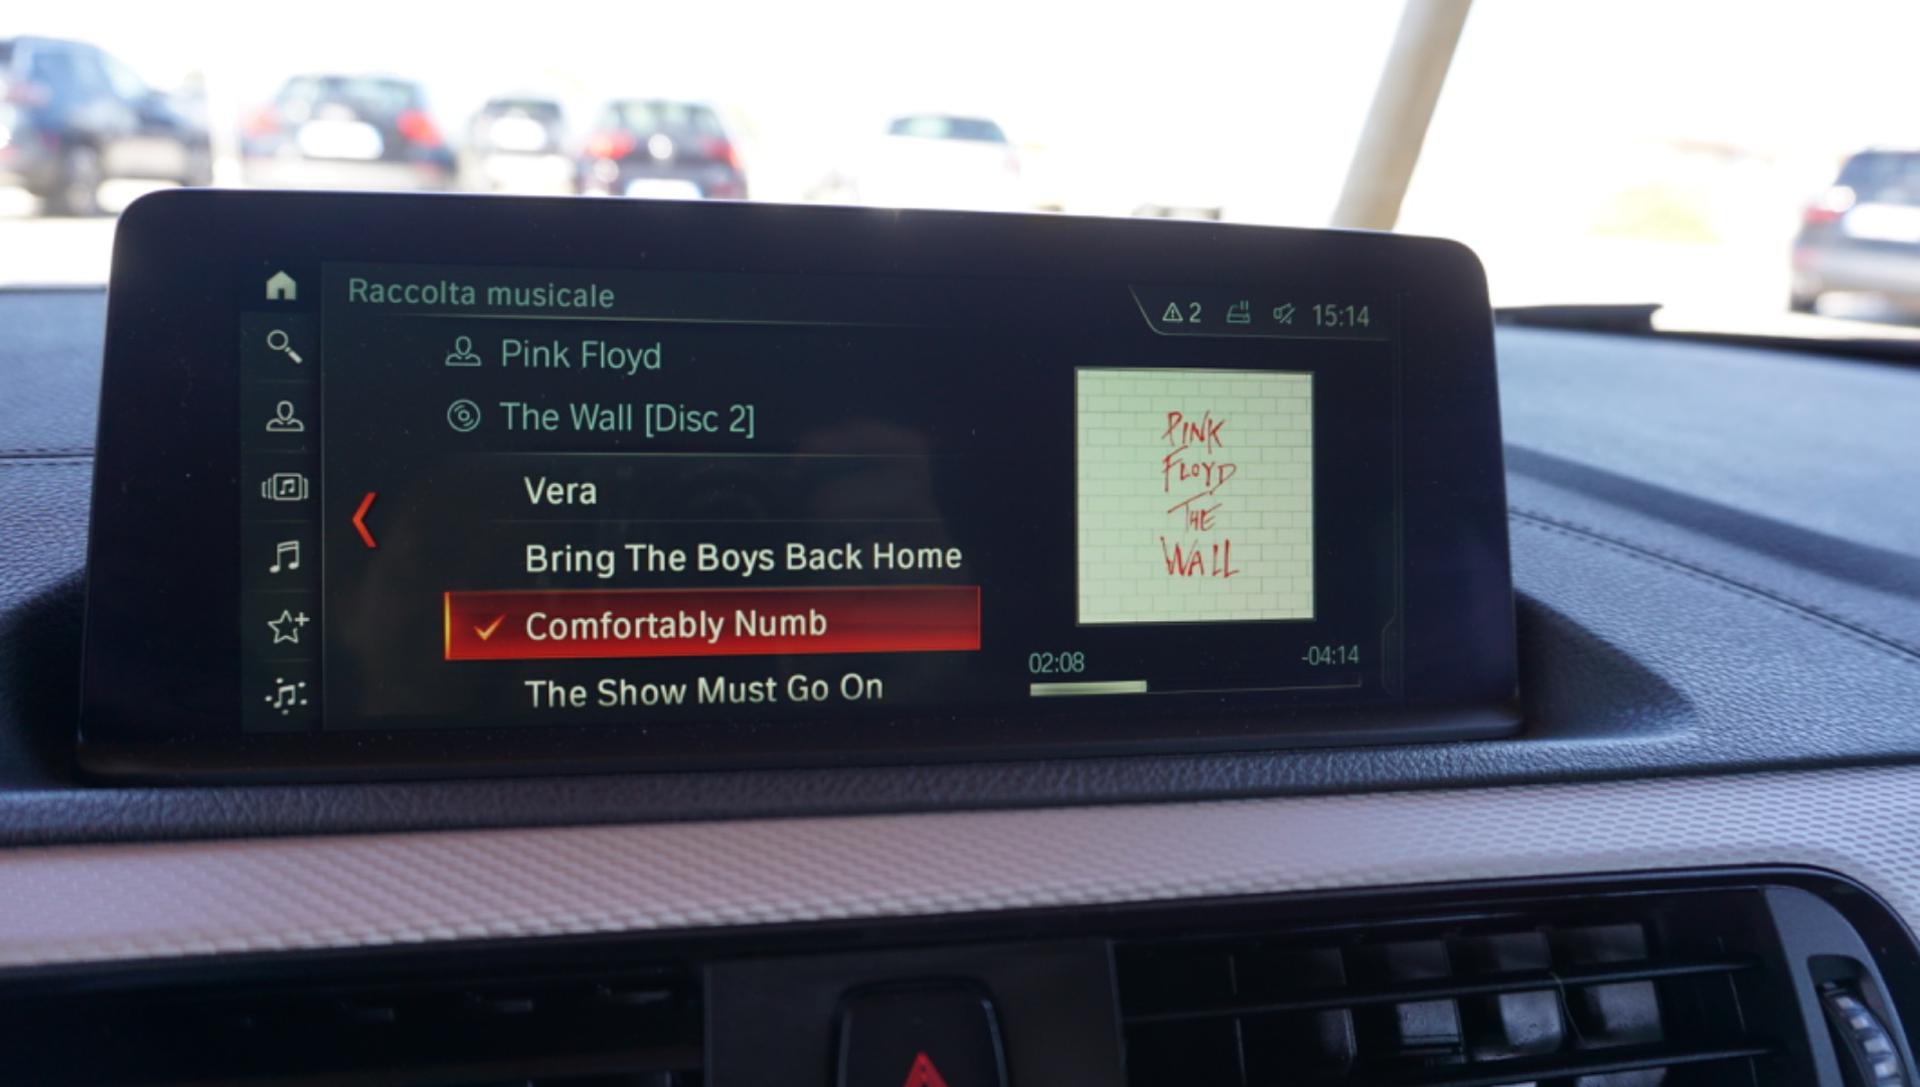 Raccolta musicale
2 15:14
Pink Floyd
The Wall [Disc 2]
Vera
Bring The Boys Back Home
Comfortably Numb
The Show Must Go On
PINK
FLOYD
THE
WALL
02:08 -04:14